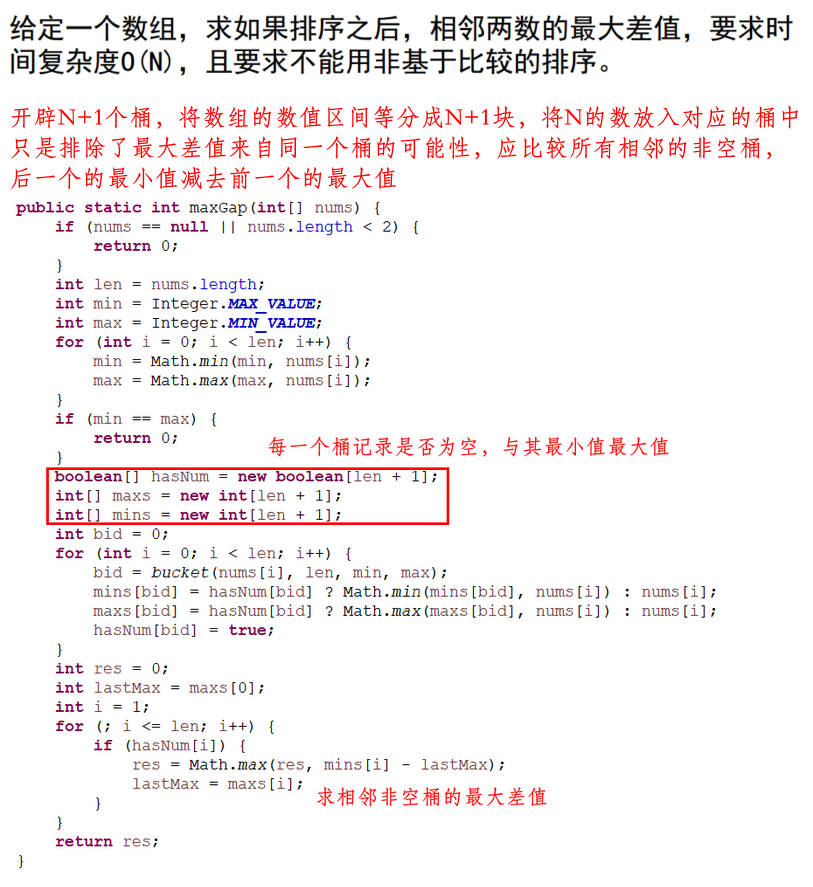 给定一个数组，求如果排序之后，相邻两数的最大差值，要求时
间复杂度O(N)，且要求不能用非基于比较的排序。
开辟N+1个桶，将数组的数值区间等分成N+1块，将N的数放入对应的桶中
只是排除了最大差值来自同一个桶的可能性，应比较所有相邻的非空桶，
后一个的最小值减去前一个的最大值
public static int maxGap(int[] nums) {
    if (nums == null || nums.length < 2) {
        return 0;
    }
    int len = nums.length;
    int min = Integer.MAX_VALUE;
    int max = Integer.MIN_VALUE;
    for (int i = 0; i < len; i++) {
        min = Math.min(min, nums[i]);
        max = Math.max(max, nums[i]);
    }
    if (min == max) {
        return 0;
每一个桶记录是否为空，与其最小值最大值
    }
    boolean[] hasNum = new boolean[len + 1];
    int[] maxs = new int[len + 1];
    int[] mins = new int[len + 1];
    int bid = 0;
    for (int i = 0; i < len; i++) {
        bid = bucket(nums[i], len, min, max);
        mins[bid] = hasNum[bid] ? Math.min(mins[bid], nums[i]) : nums[i];
        maxs[bid] = hasNum[bid] ? Math.max(maxs[bid], nums[i]) : nums[i];
        hasNum[bid] = true;
    }
    int res = 0;
    int lastMax = maxs[0];
    int i = 1;
    for (; i <= len; i++) {
        if (hasNum[i]) {
            res = Math.max(res, mins[i] - lastMax);
            lastMax = maxs[i];
求相邻非空桶的最大差值
        }
    }
    return res;
}